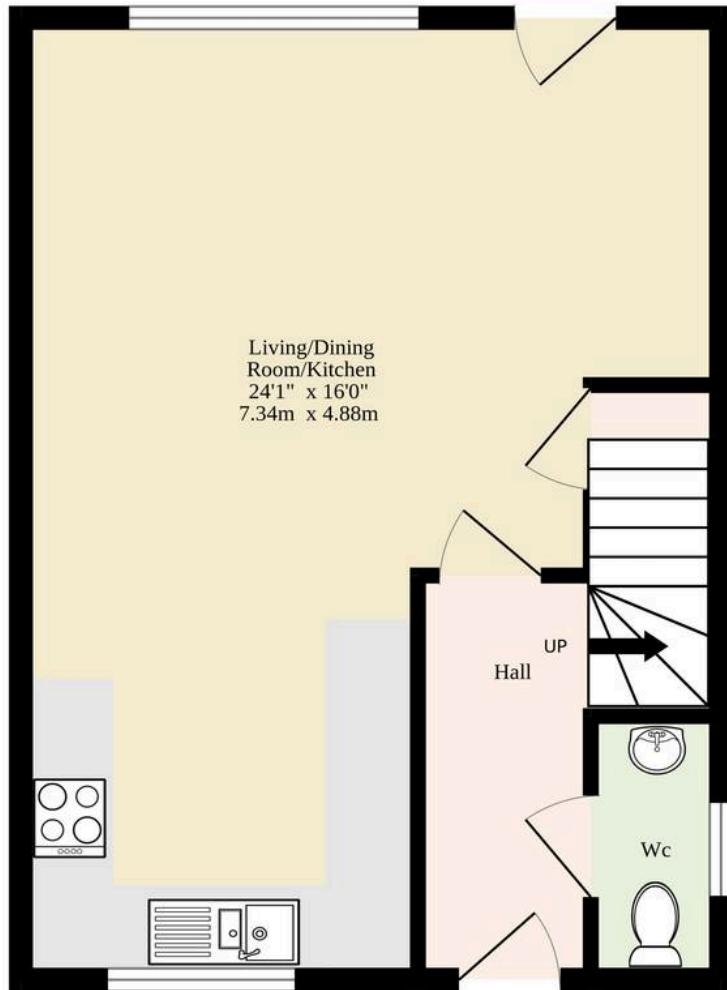 Living/Dining
Room/Kitchen
24'1" x 16'0"
7.34m x 4.88m
UP
Hall
Wc